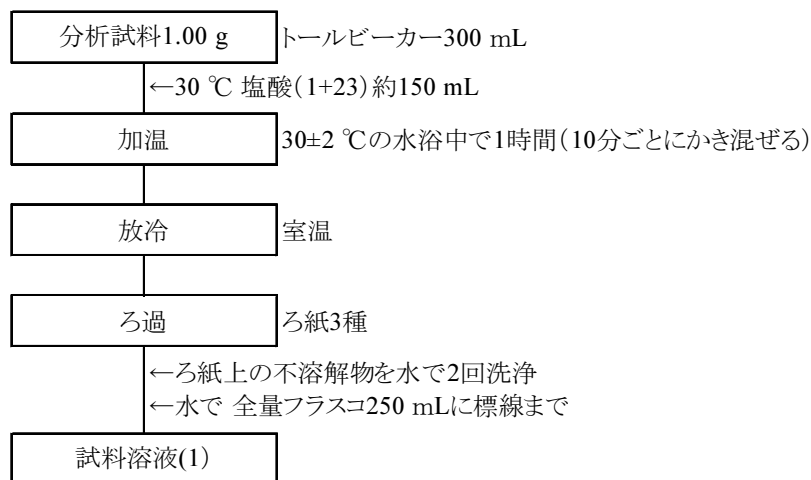 分析試料1.00 g トールビーカー300 mL
←30 ℃ 塩酸(1+23)約150 mL
加温 30±2 ℃の水浴中で1時間(10分ごとにかき混ぜる)
放冷 室温
ろ過 ろ紙3種
←ろ紙上の不溶解物を水で2回洗浄
←水で 全量フラスコ250 mLに標線まで
試料溶液(1)